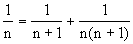 1/n = 1/(n + 1) + 1/(n(n + 1))